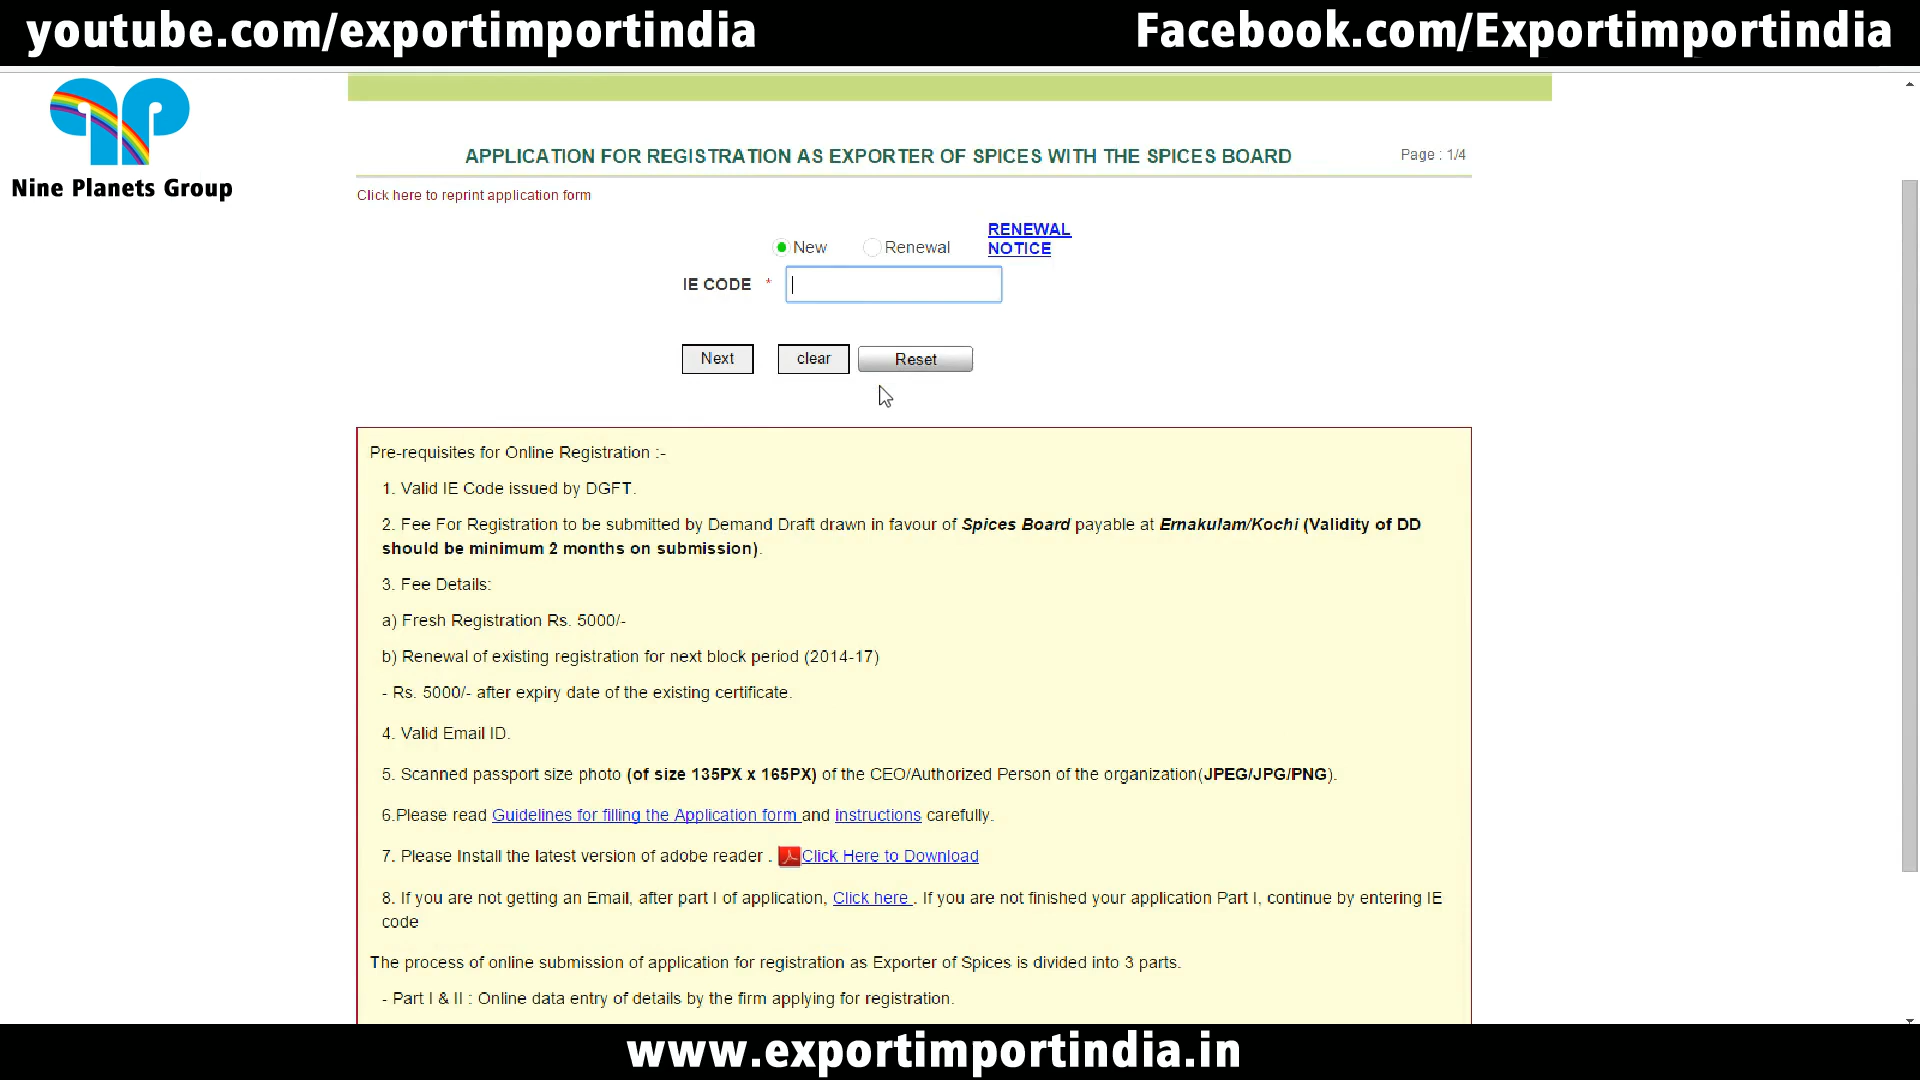 youtube.com/exportimportindia
Facebook.com/Exportimportindia
Nine Planets Group
APPLICATION FOR REGISTRATION AS EXPORTER OF SPICES WITH THE SPICES BOARD
Page : 1/4
Click here to reprint application form
New
Renewal
RENEWAL
NOTICE
IE CODE *
Next
clear
Reset
Pre-requisites for Online Registration :-
1. Valid IE Code issued by DGFT.
2. Fee For Registration to be submitted by Demand Draft drawn in favour of Spices Board payable at Ernakulam/Kochi (Validity of DD
should be minimum 2 months on submission).
3. Fee Details:
a) Fresh Registration Rs. 5000/-
b) Renewal of existing registration for next block period (2014-17)
- Rs. 5000/- after expiry date of the existing certificate.
4. Valid Email ID.
5. Scanned passport size photo (of size 135PX x 165PX) of the CEO/Authorized Person of the organization(JPEG/JPG/PNG).
6.Please read Guidelines for filling the Application form and instructions carefully.
7. Please Install the latest version of adobe reader . Click Here to Download
8. If you are not getting an Email, after part I of application, Click here . If you are not finished your application Part I, continue by entering IE
code
The process of online submission of application for registration as Exporter of Spices is divided into 3 parts.
- Part I & II : Online data entry of details by the firm applying for registration.
www.exportimportindia.in